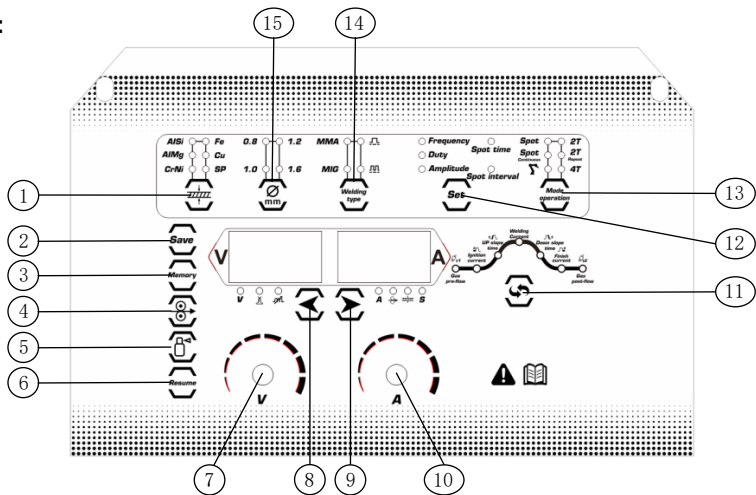 :
15
14
AlSi Fe 0.8 1.2 MMA Frequency Spot time Spot 2T
AlMg Cu Duty Spot Continuous 2T Repeat
CrNi SP 1.0 1.6 MIG Amplitude Spot interval 4T
1
Ø mm
Welding type
Set
Mode operation
13
12
2
Save
V
A
Welding Current
UP slope time
Down slope time
Ignition current
Finish current
Gas pre-flow
Gas post-flow
3
Memory
V
A
S
11
4
5
6
Resume
V
A
7
8
9
10